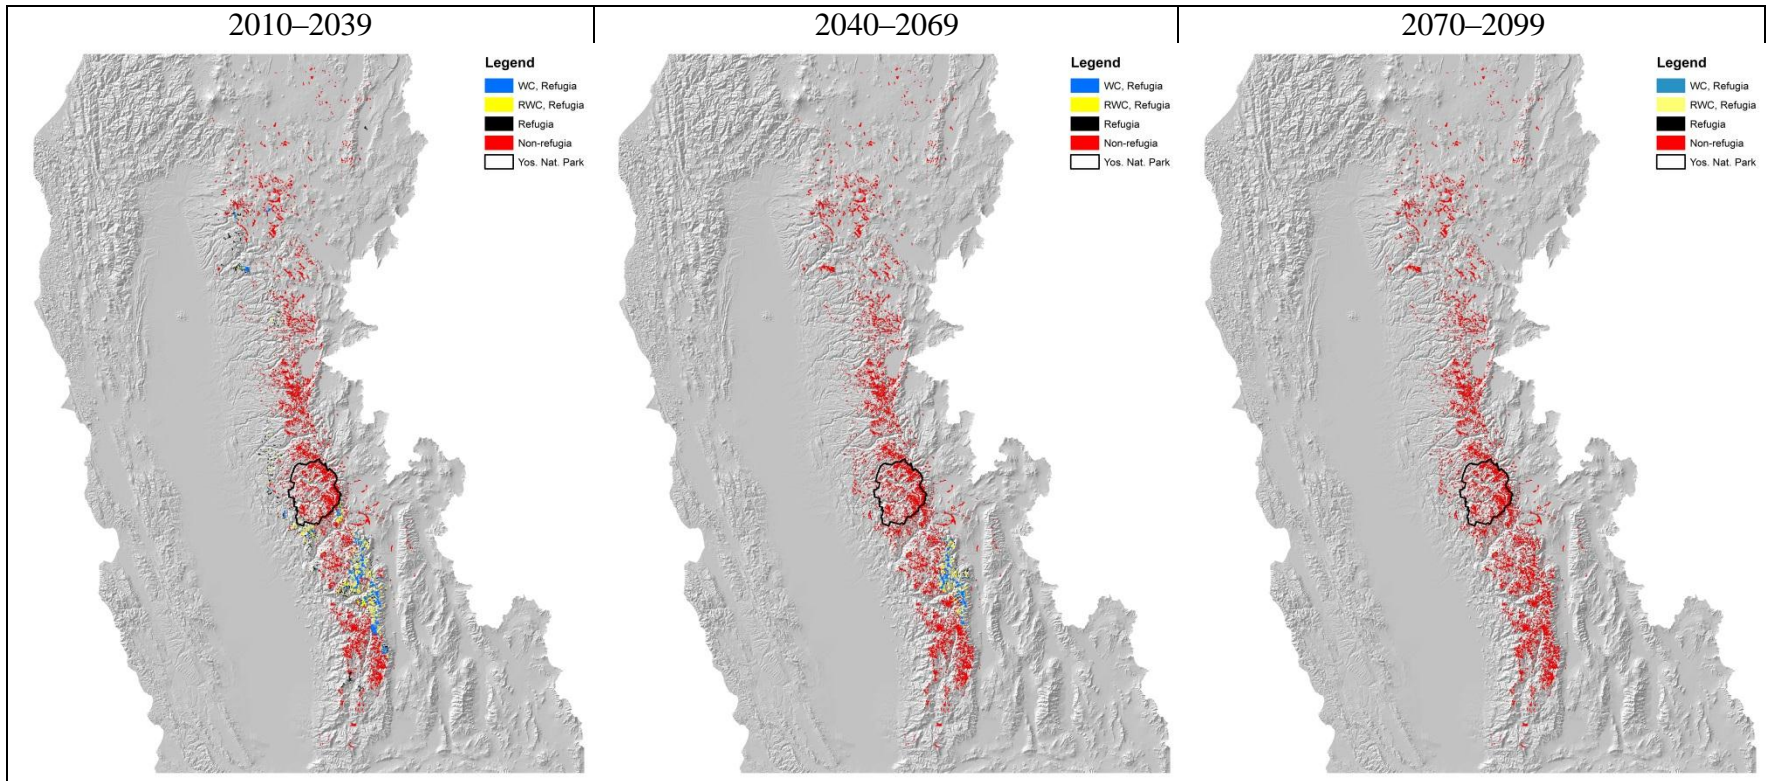 2010–2039
2040–2069
2070–2099
Legend
WC, Refugia
RWC, Refugia
Refugia
Non-refugia
Yos. Nat. Park
Legend
WC, Refugia
RWC, Refugia
Refugia
Non-refugia
Yos. Nat. Park
Legend
WC, Refugia
RWC, Refugia
Refugia
Non-refugia
Yos. Nat. Park